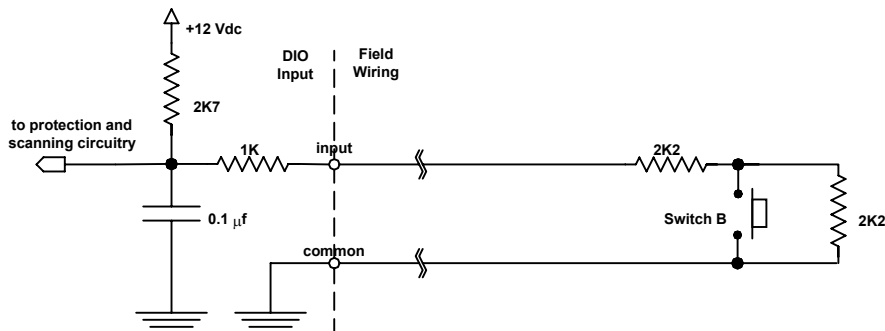 +12 Vdc
DIO
Input
Field
Wiring
2K7
to protection and
scanning circuitry
1K
input
2K2
0.1 μf
Switch B
2K2
common